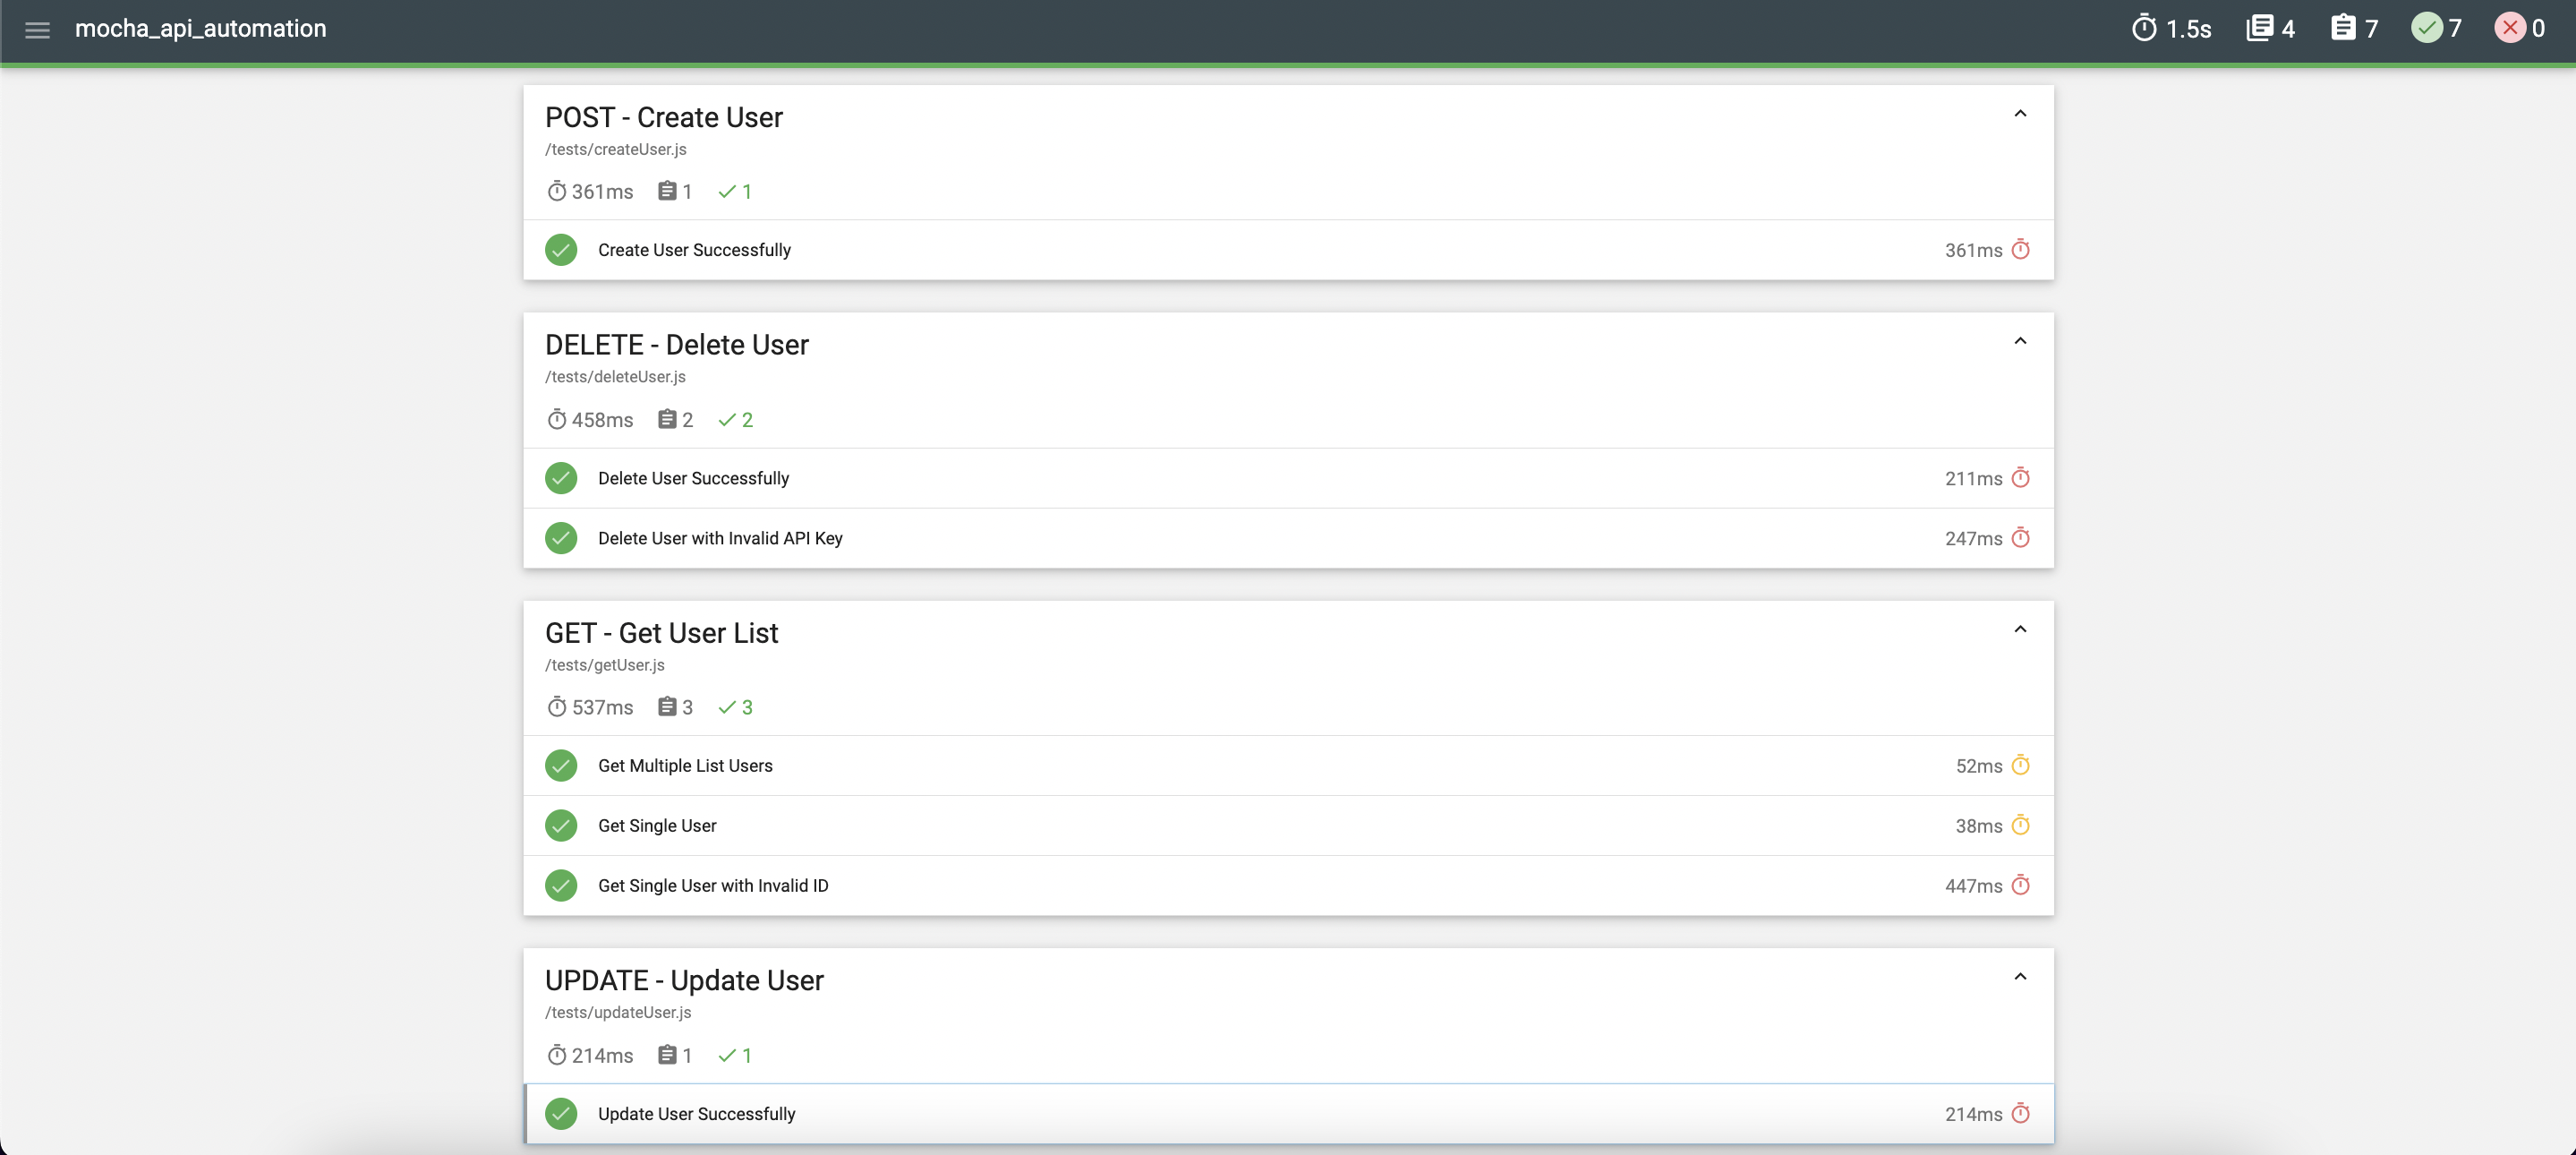 mocha_api_automation
1.5s 4 7 7 0
POST - Create User
/tests/createUser.js
361ms 1 1
Create User Successfully 361ms
DELETE - Delete User
/tests/deleteUser.js
458ms 2 2
Delete User Successfully 211ms
Delete User with Invalid API Key 247ms
GET - Get User List
/tests/getUser.js
537ms 3 3
Get Multiple List Users 52ms
Get Single User 38ms
Get Single User with Invalid ID 447ms
UPDATE - Update User
/tests/updateUser.js
214ms 1 1
Update User Successfully 214ms